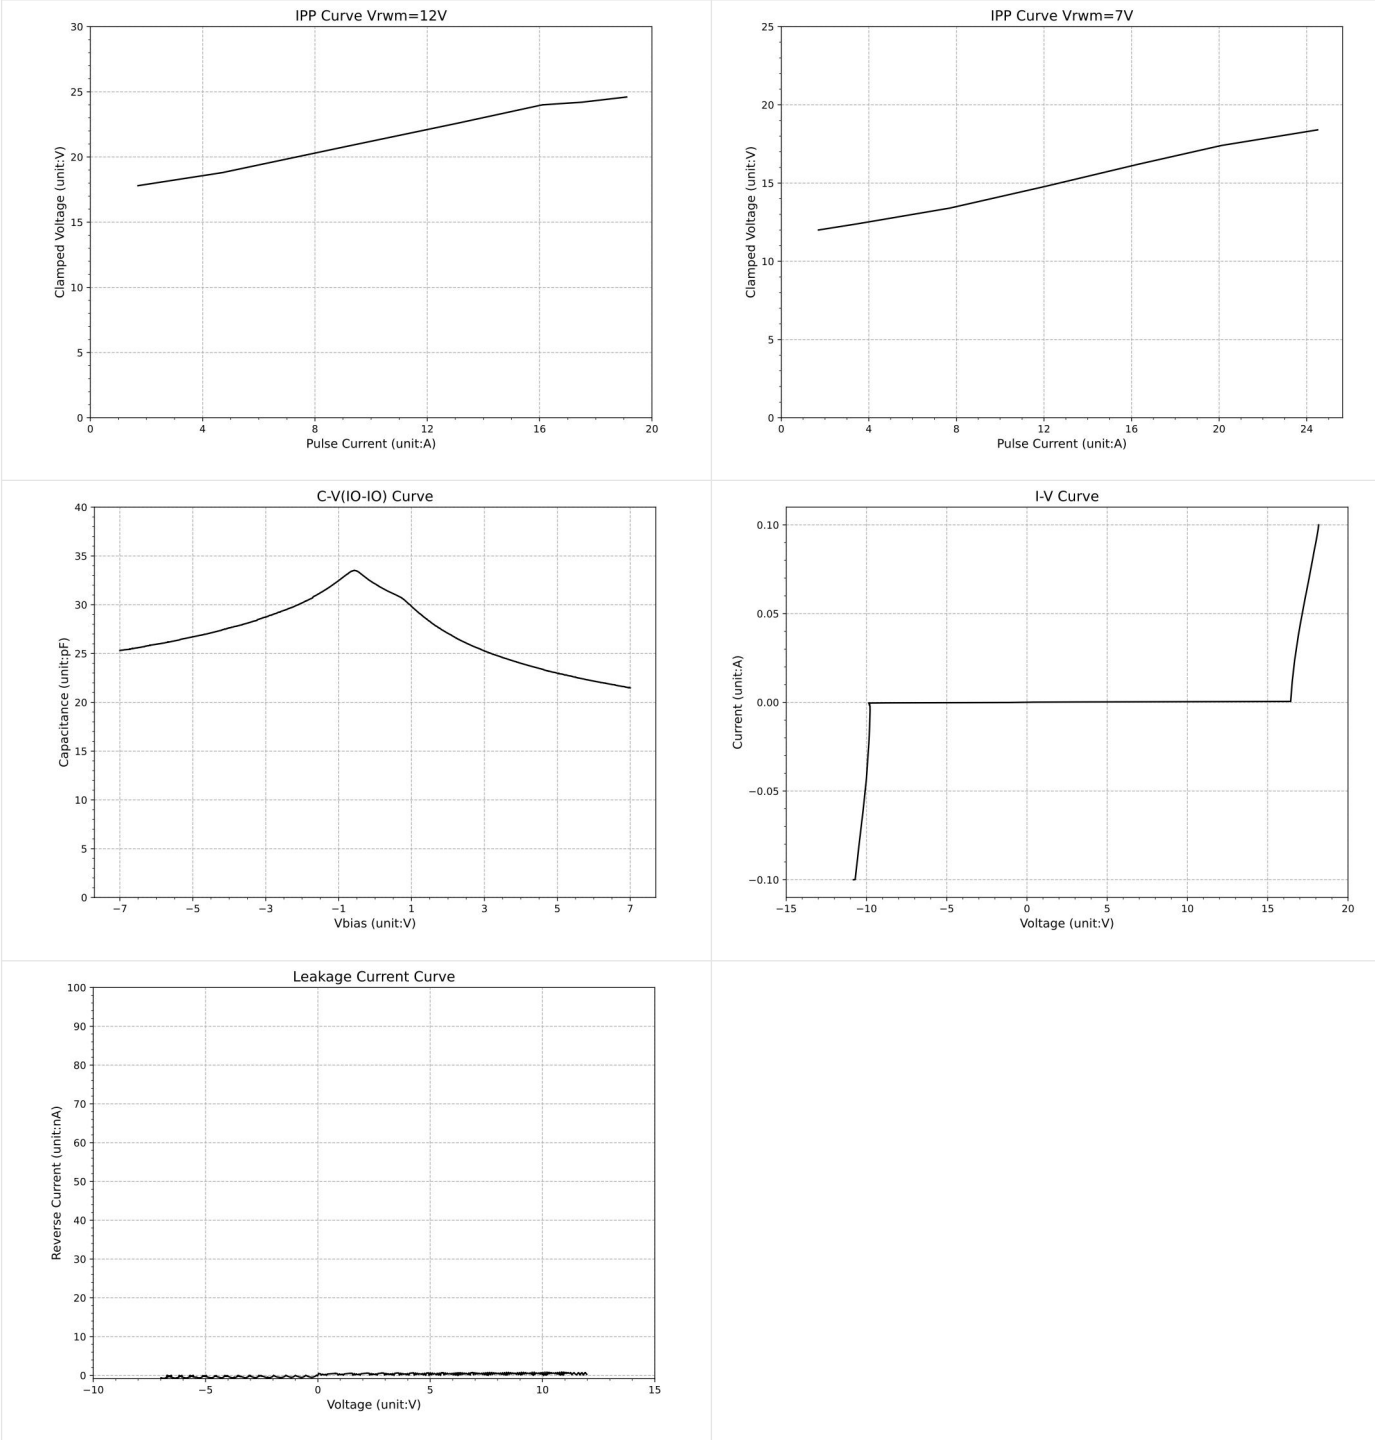 IPP Curve Vrwm=12V
30
25
20
15
10
5
0
Clamped Voltage (unit:V)
0 4 8 12 16 20
Pulse Current (unit:A)
IPP Curve Vrwm=7V
25
20
15
10
5
0
Clamped Voltage (unit:V)
0 4 8 12 16 20 24
Pulse Current (unit:A)
C-V(IO-IO) Curve
40
35
30
25
20
15
10
5
0
Capacitance (unit:pF)
−7 −5 −3 −1 1 3 5 7
Vbias (unit:V)
I-V Curve
0.10
0.05
0.00
−0.05
−0.10
Current (unit:A)
−15 −10 −5 0 5 10 15 20
Voltage (unit:V)
Leakage Current Curve
100
90
80
70
60
50
40
30
20
10
0
Reverse Current (unit:nA)
−10 −5 0 5 10 15
Voltage (unit:V)